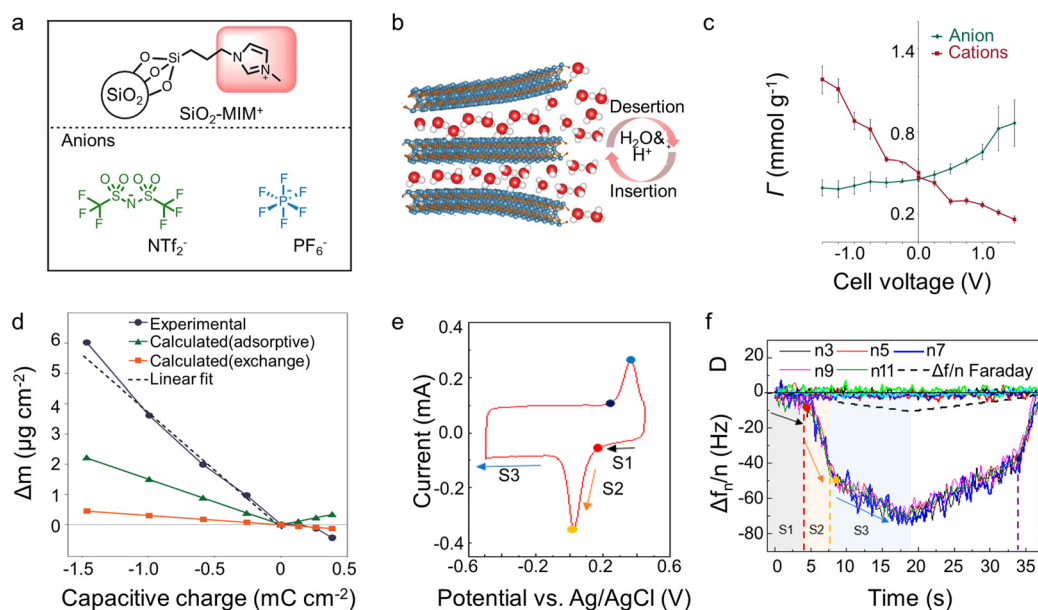 a
O
O
Si
O
SiO2
N
N
+
SiO2-MIM+
Anions
O O O O
F S S F
F N F
F F
NTf2-
F
F F
P-
F F
F
PF6-
b
Desertion
H2O&
H+
+
Insertion
c
Anion
Cations
1.4
0.8
0.2
Γ (mmol g-1)
-1.0 0.0 1.0
Cell voltage (V)
d
Experimental
Calculated(adsorptive)
Calculated(exchange)
Linear fit
6
5
4
3
2
1
0
Δm (μg cm-2)
-1.5 -1.0 -0.5 0.0 0.5
Capacitive charge (mC cm-2)
e
0.4
0.2
0.0
-0.2
-0.4
Current (mA)
S1
S2
S3
-0.6 -0.2 0.2 0.6
Potential vs. Ag/AgCl (V)
f
n3 n5 n7
n9 n11 Δf/n Faraday
20
0
-20
-40
-60
-80
D
Δfn/n (Hz)
S1 S2 S3
0 5 10 15 20 25 30 35
Time (s)